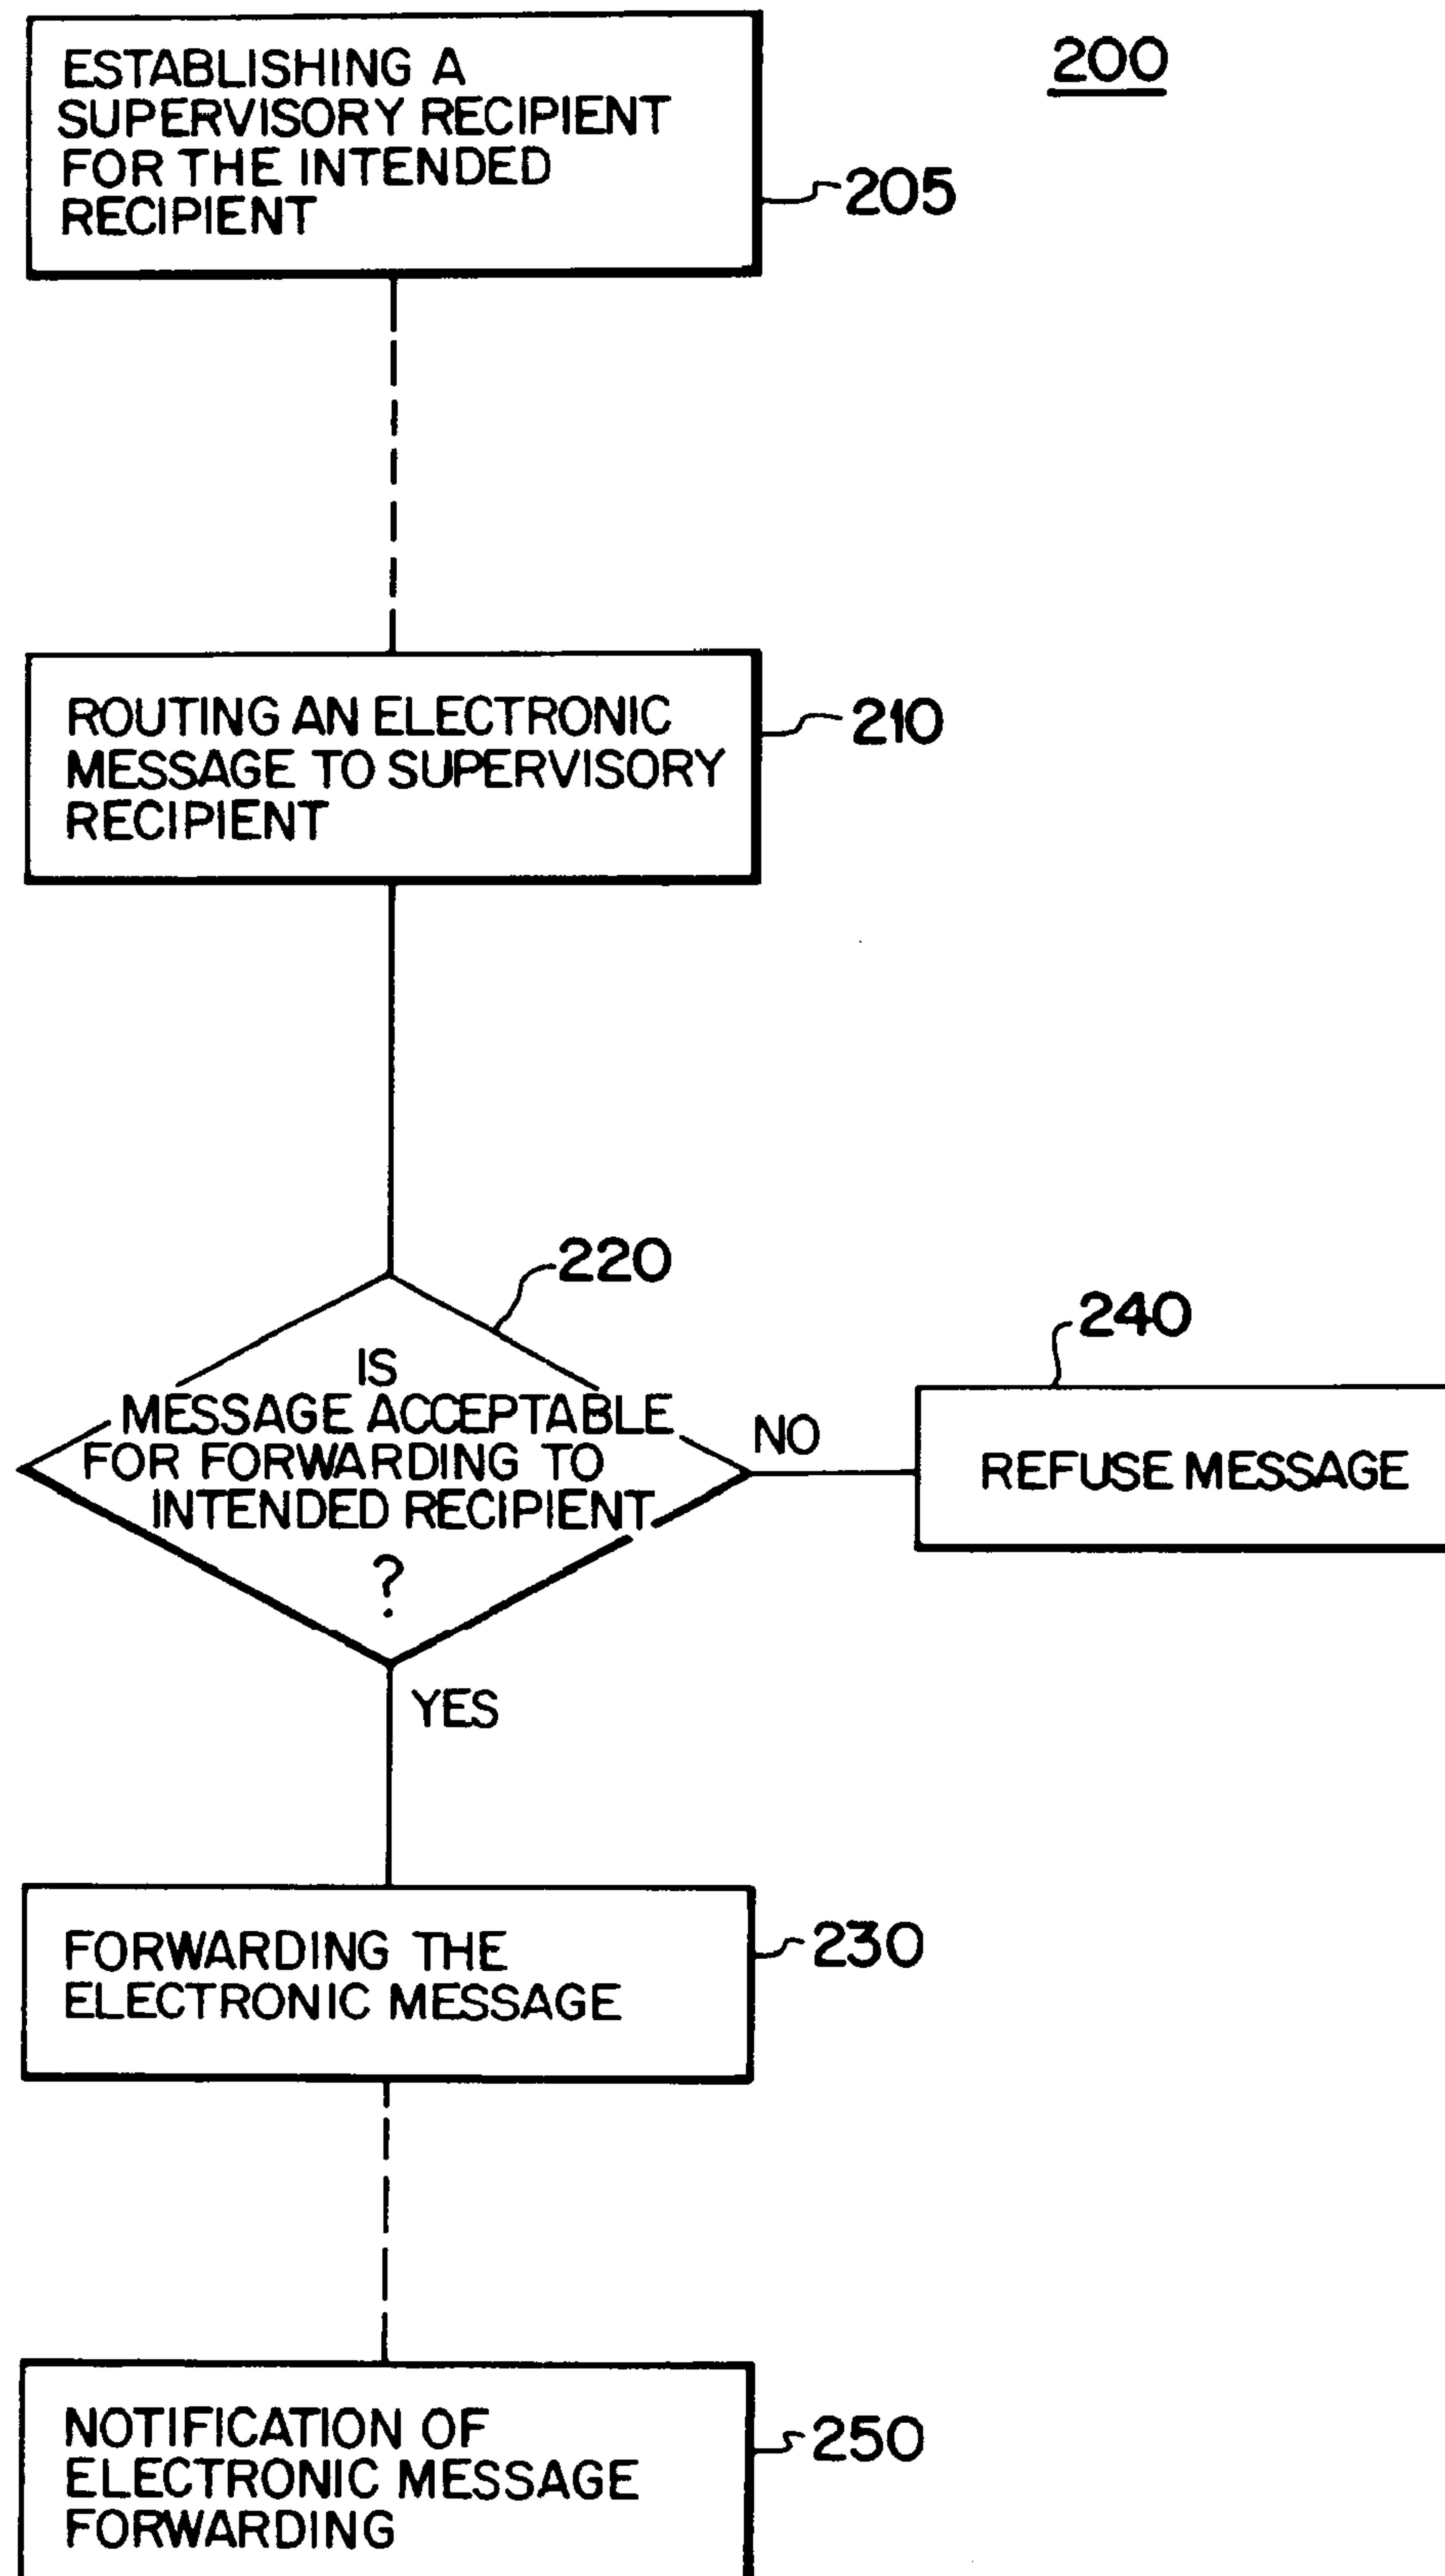 200
ESTABLISHING A
SUPERVISORY RECIPIENT
FOR THE INTENDED
RECIPIENT
205
ROUTING AN ELECTRONIC
MESSAGE TO SUPERVISORY
RECIPIENT
210
220
IS
MESSAGE ACCEPTABLE
FOR FORWARDING TO
INTENDED RECIPIENT
?
NO
240
REFUSE MESSAGE
YES
FORWARDING THE
ELECTRONIC MESSAGE
230
NOTIFICATION OF
ELECTRONIC MESSAGE
FORWARDING
250